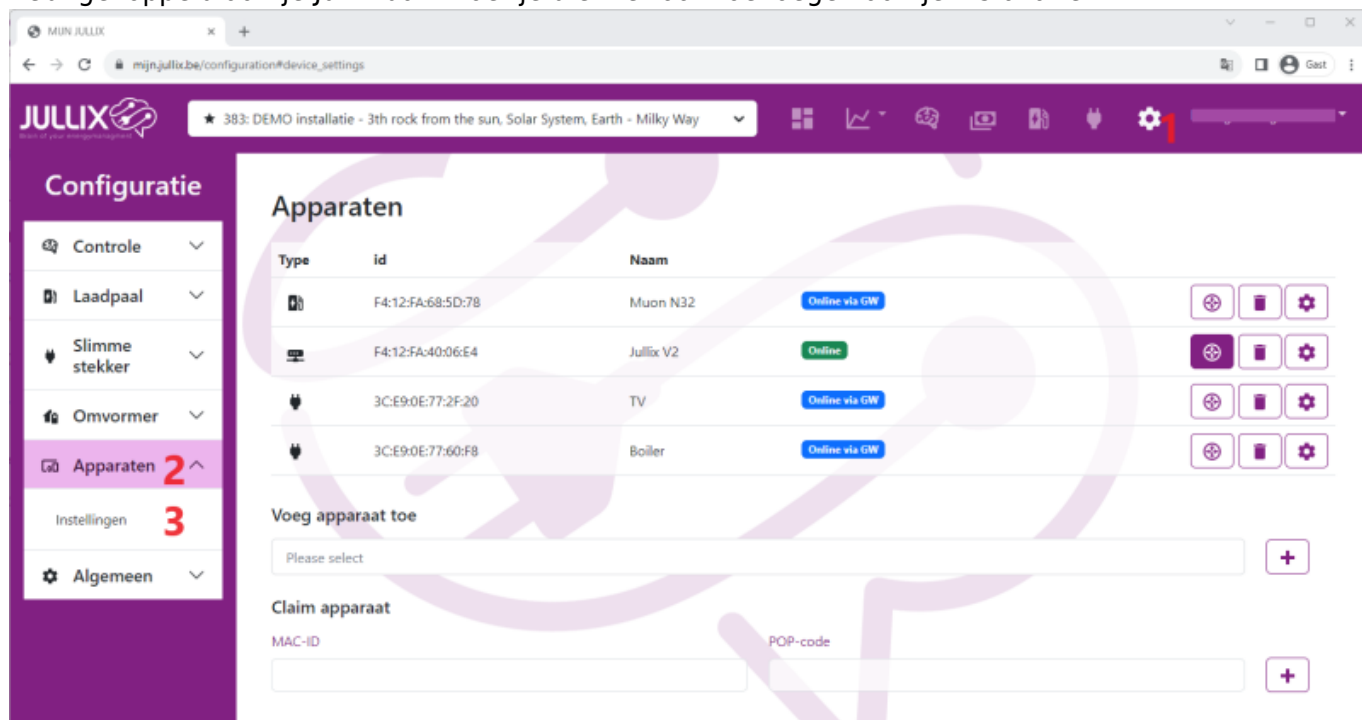 MIJN JULLIX
mijn.jullix.be/configuration#device_settings
Gast
JULLIX
383: DEMO installatie - 3th rock from the sun, Solar System, Earth - Milky Way
1
Configuratie
Controle
Laadpaal
Slimme
stekker
Omvormer
Apparaten 2
Instellingen 3
Algemeen
Apparaten
Type id Naam
F4:12:FA:68:5D:78 Muon N32 Online via GW
F4:12:FA:40:06:E4 Jullix V2 Online
3C:E9:0E:77:2F:20 TV Online via GW
3C:E9:0E:77:60:F8 Boiler Online via GW
Voeg apparaat toe
Please select
Claim apparaat
MAC-ID POP-code